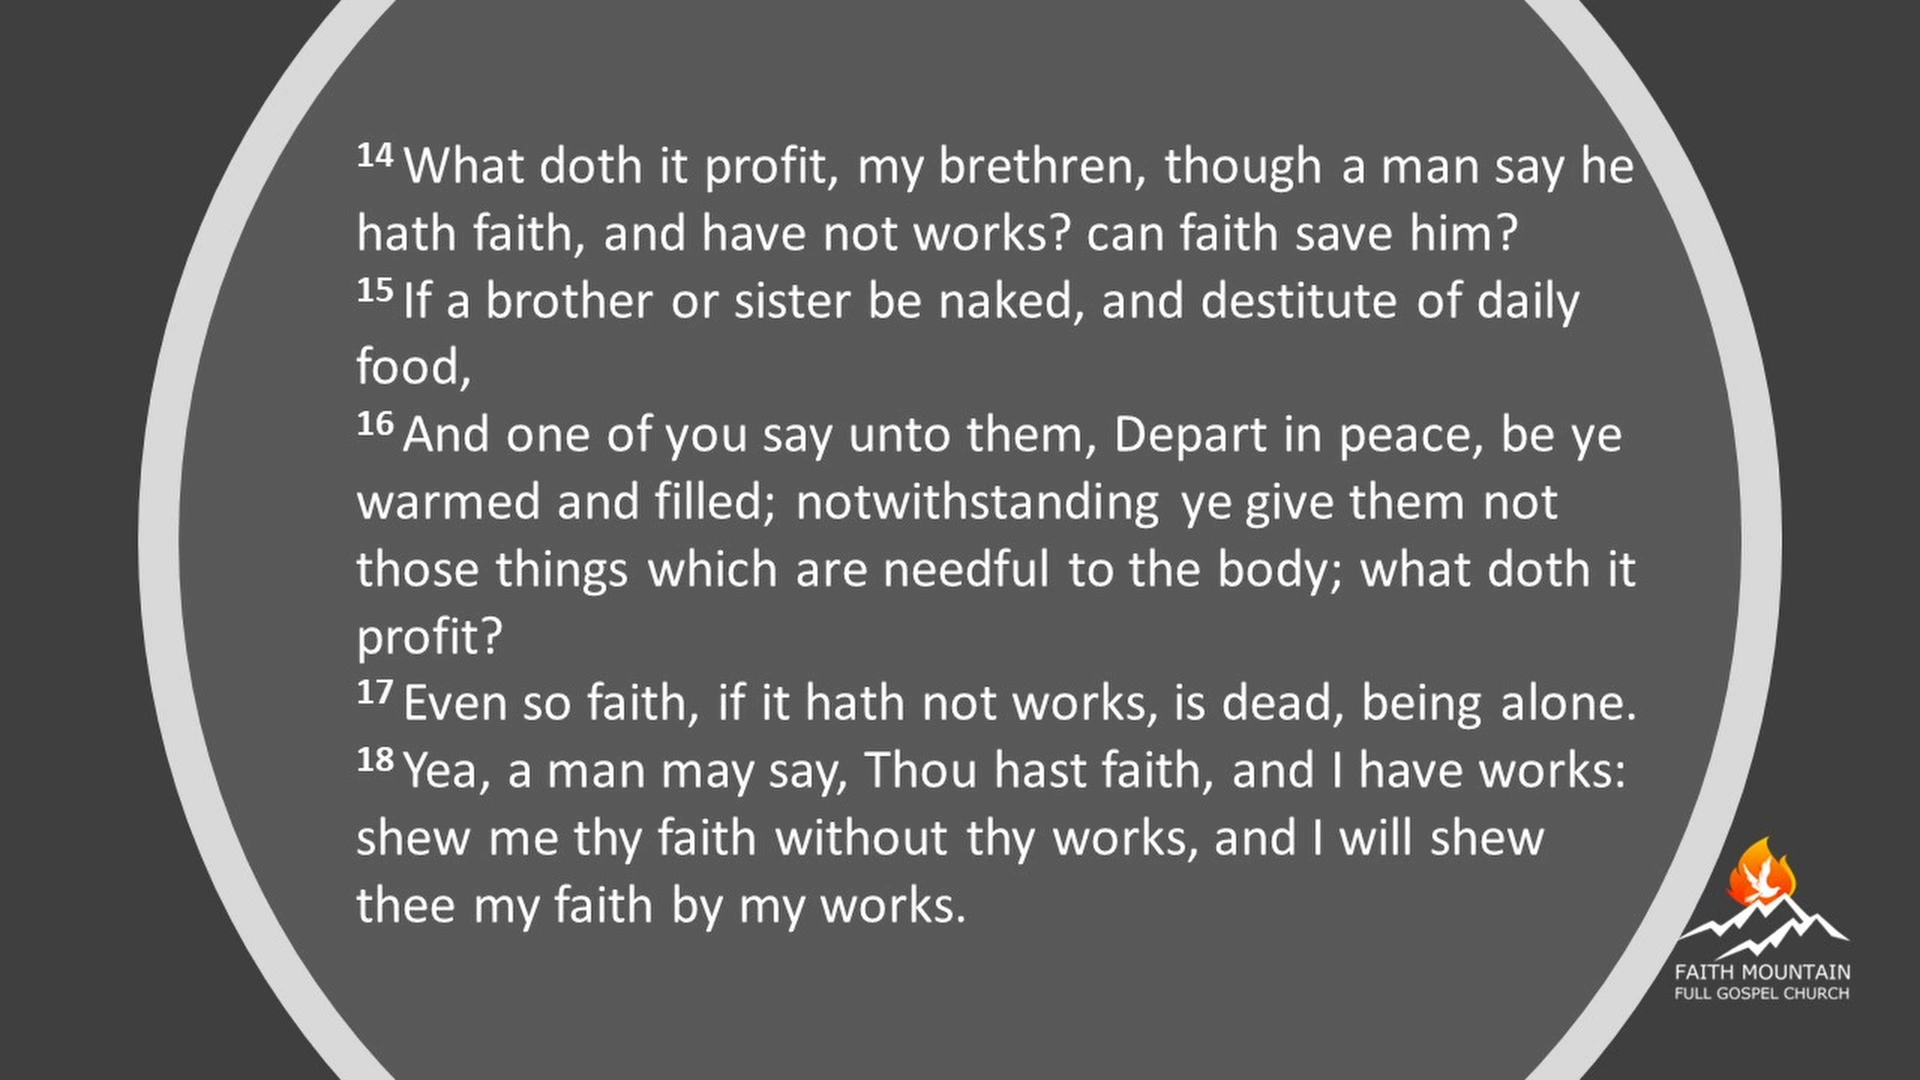 14 What doth it profit, my brethren, though a man say he
hath faith, and have not works? can faith save him?
15 If a brother or sister be naked, and destitute of daily
food,
16 And one of you say unto them, Depart in peace, be ye
warmed and filled; notwithstanding ye give them not
those things which are needful to the body; what doth it
profit?
17 Even so faith, if it hath not works, is dead, being alone.
18 Yea, a man may say, Thou hast faith, and I have works:
shew me thy faith without thy works, and I will shew
thee my faith by my works.
FAITH MOUNTAIN
FULL GOSPEL CHURCH